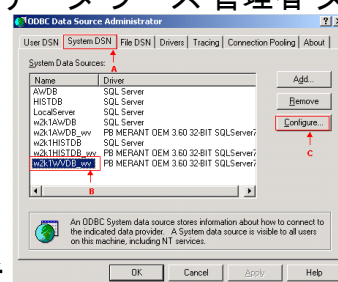 データ ソース管理者 ス
ODBC Data Source Administrator
User DSN System DSN File DSN Drivers Tracing Connection Pooling About
A
System Data Sources:
Name Driver
AWDB SQL Server
HISTDB SQL Server
LocalServer SQL Server
w2k1AWDB SQL Server
w2k1AWDB_wv PB MERANT OEM 3.60 32-BIT SQLServer7
w2k1HISTDB SQL Server
w2k1HISTDB_wv PB MERANT OEM 3.60 32-BIT SQLServer7
w2k1WVDB_wv PB MERANT OEM 3.60 32-BIT SQLServer7
B
Add...
Remove
Configure...
C
An ODBC System data source stores information about how to connect to
the indicated data provider. A System data source is visible to all users
on this machine, including NT services.
OK Cancel Apply Help